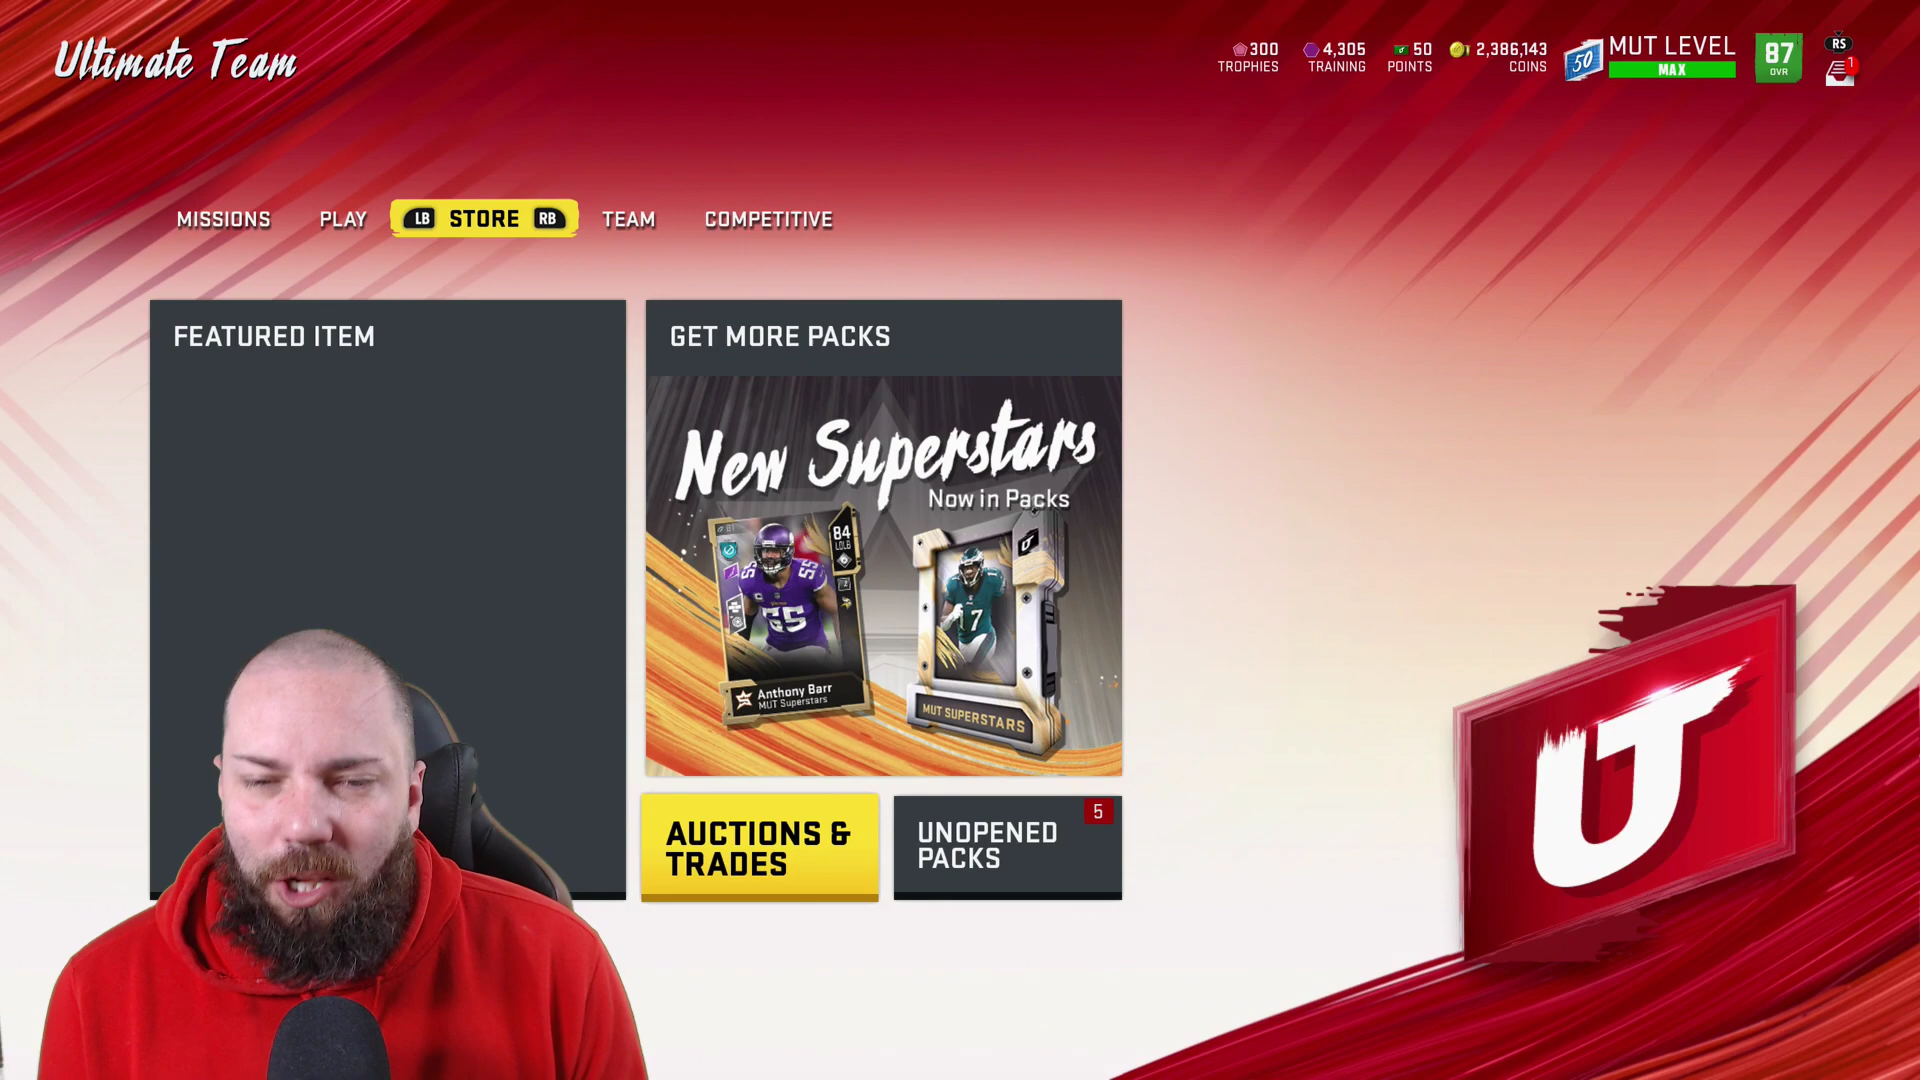 Ultimate Team
300
TROPHIES
4,305
TRAINING
50
POINTS
2,386,143
COINS
50
MUT LEVEL
MAX
87
OVR
RS
1
MISSIONS
PLAY
LB STORE RB
TEAM
COMPETITIVE
FEATURED ITEM
GET MORE PACKS
New Superstars
Now in Packs
84
LOLB
55
Anthony Barr
MUT Superstars
UT
17
MUT SUPERSTARS
AUCTIONS &
TRADES
5
UNOPENED
PACKS
UT